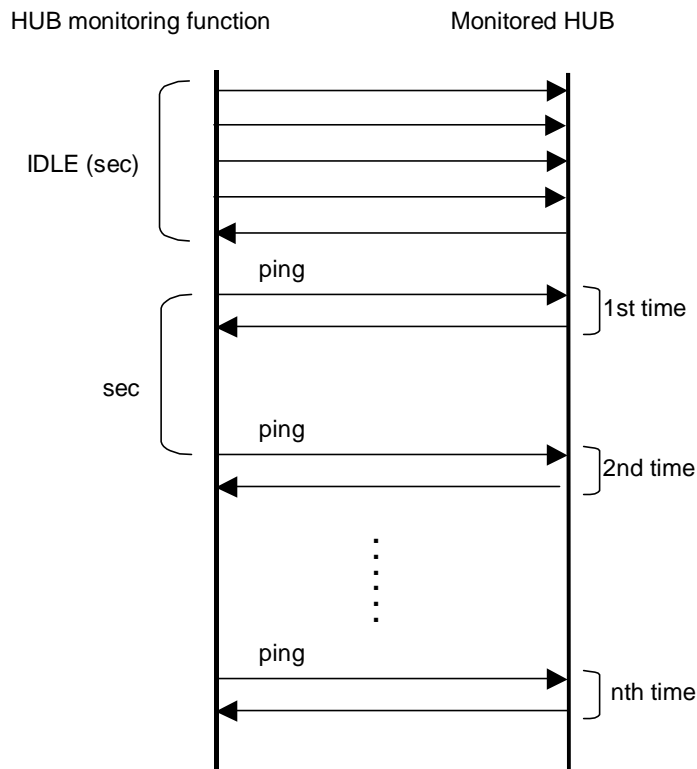 HUB monitoring function
Monitored HUB
IDLE (sec)
ping
1st time
sec
ping
2nd time
ping
nth time